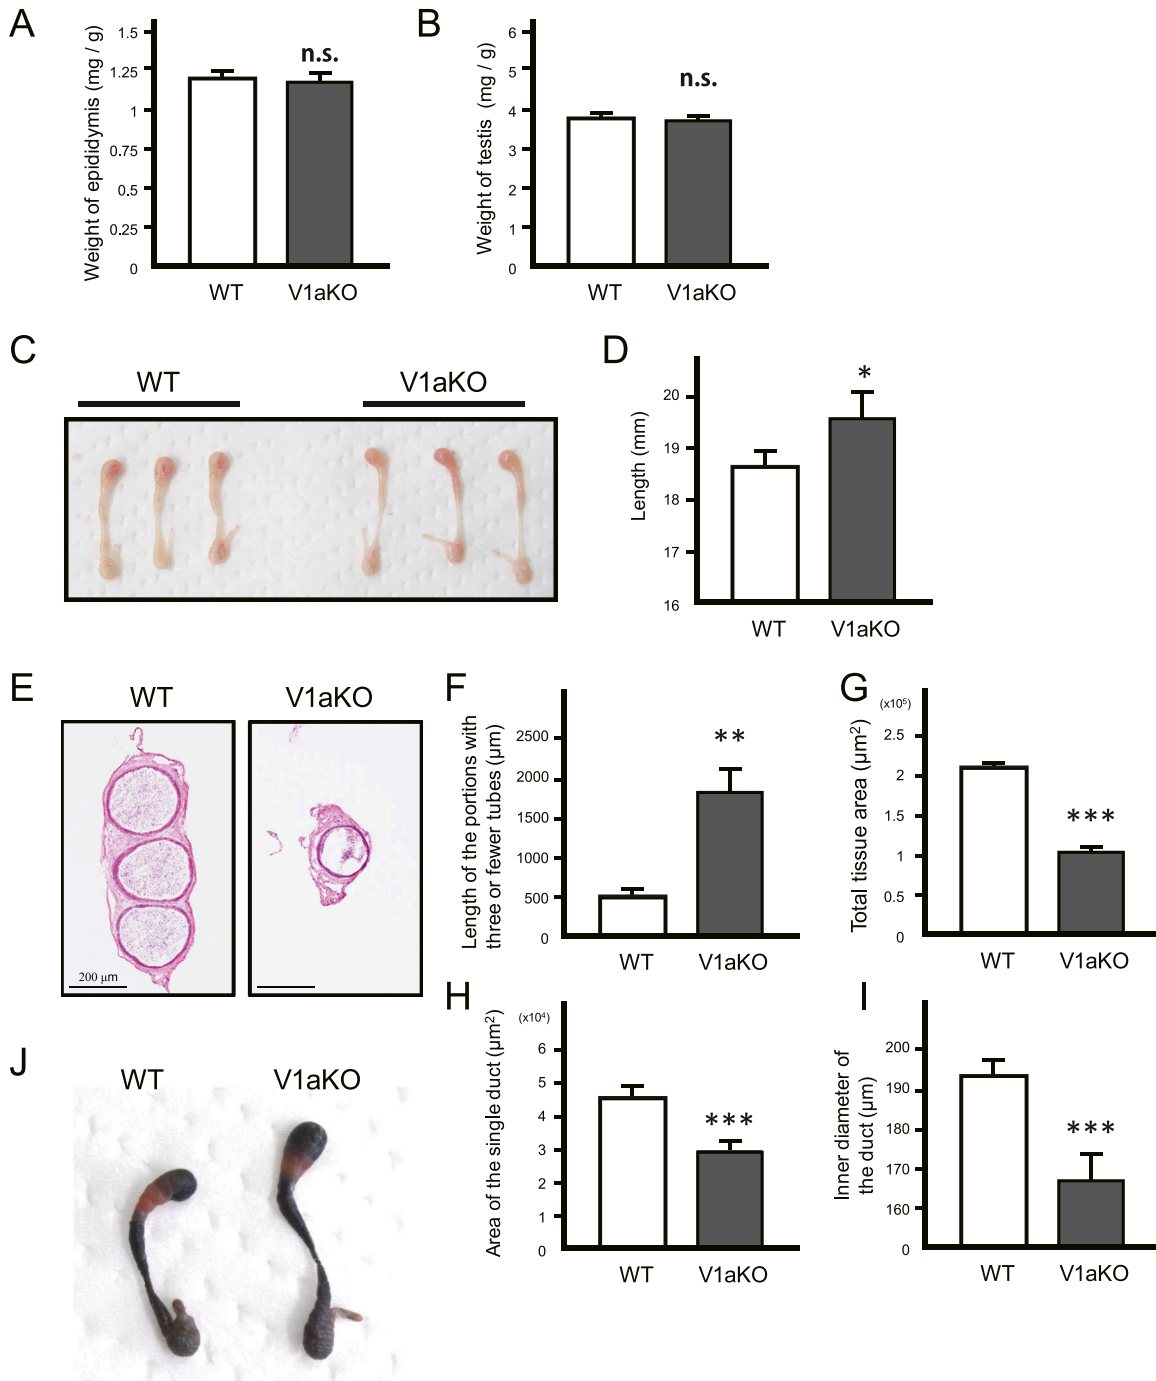 A
Weight of epididymis (mg / g)
1.5
1.25
1
0.75
0.5
0.25
0
n.s.
WT
V1aKO
B
Weight of testis (mg / g)
6
5
4
3
2
1
0
n.s.
WT
V1aKO
C
WT
V1aKO
D
Length (mm)
20
19
18
17
16
*
WT
V1aKO
E
WT
V1aKO
200 μm
F
Length of the portions with
three or fewer tubes (μm)
2500
2000
1500
1000
500
0
**
WT
V1aKO
G
Total tissue area (μm²)
(x10⁵)
2.5
2
1.5
1
0.5
0
***
WT
V1aKO
H
Area of the single duct (μm²)
(x10⁴)
6
5
4
3
2
1
0
***
WT
V1aKO
I
Inner diameter of
the duct (μm)
200
190
180
170
160
0
***
WT
V1aKO
J
WT
V1aKO